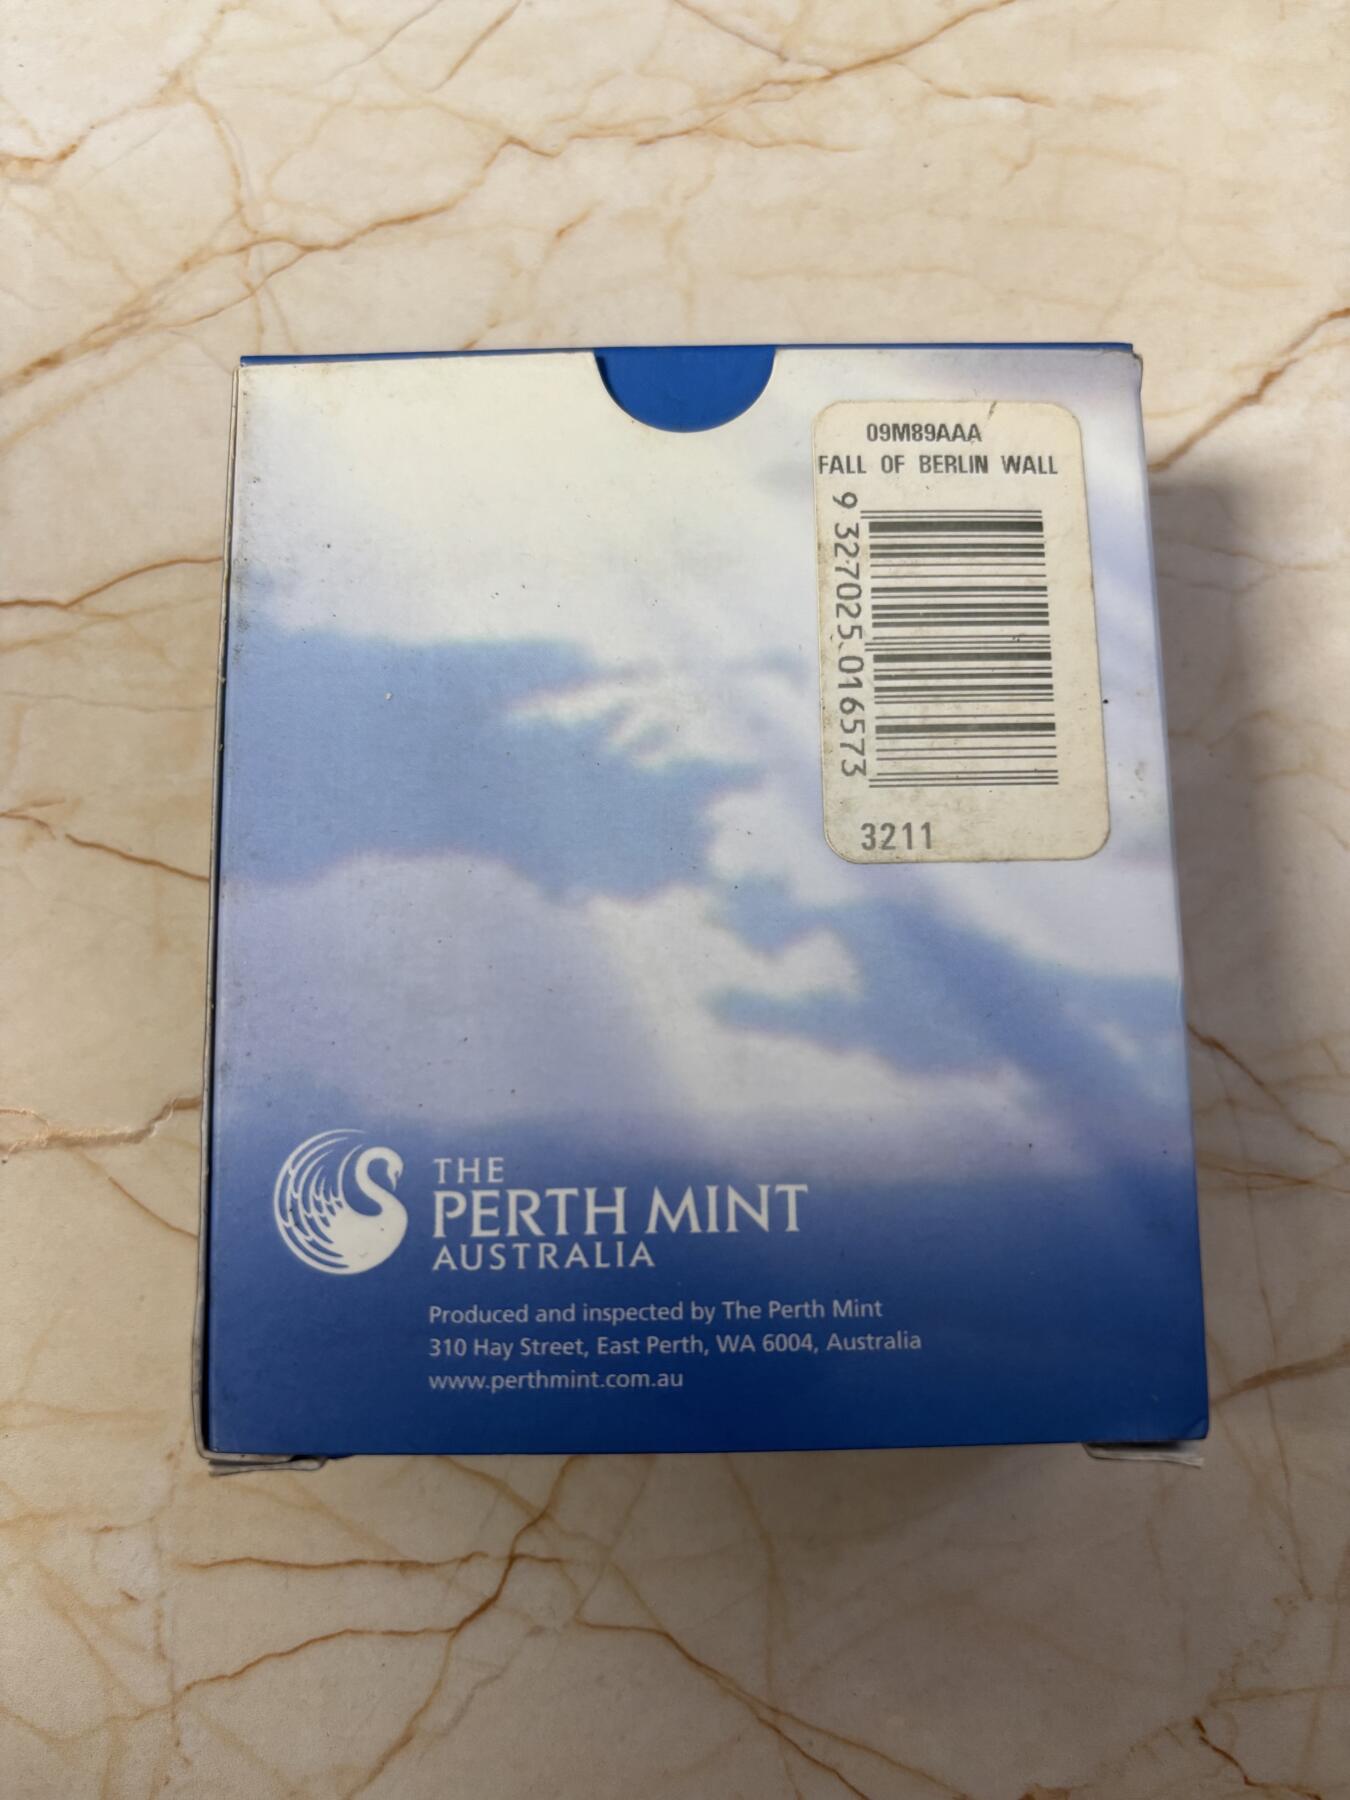 09M89AAA
FALL OF BERLIN WALL
9 327025 016573
3211
THE
PERTH MINT
AUSTRALIA
Produced and inspected by The Perth Mint
310 Hay Street, East Perth, WA 6004, Australia
www.perthmint.com.au